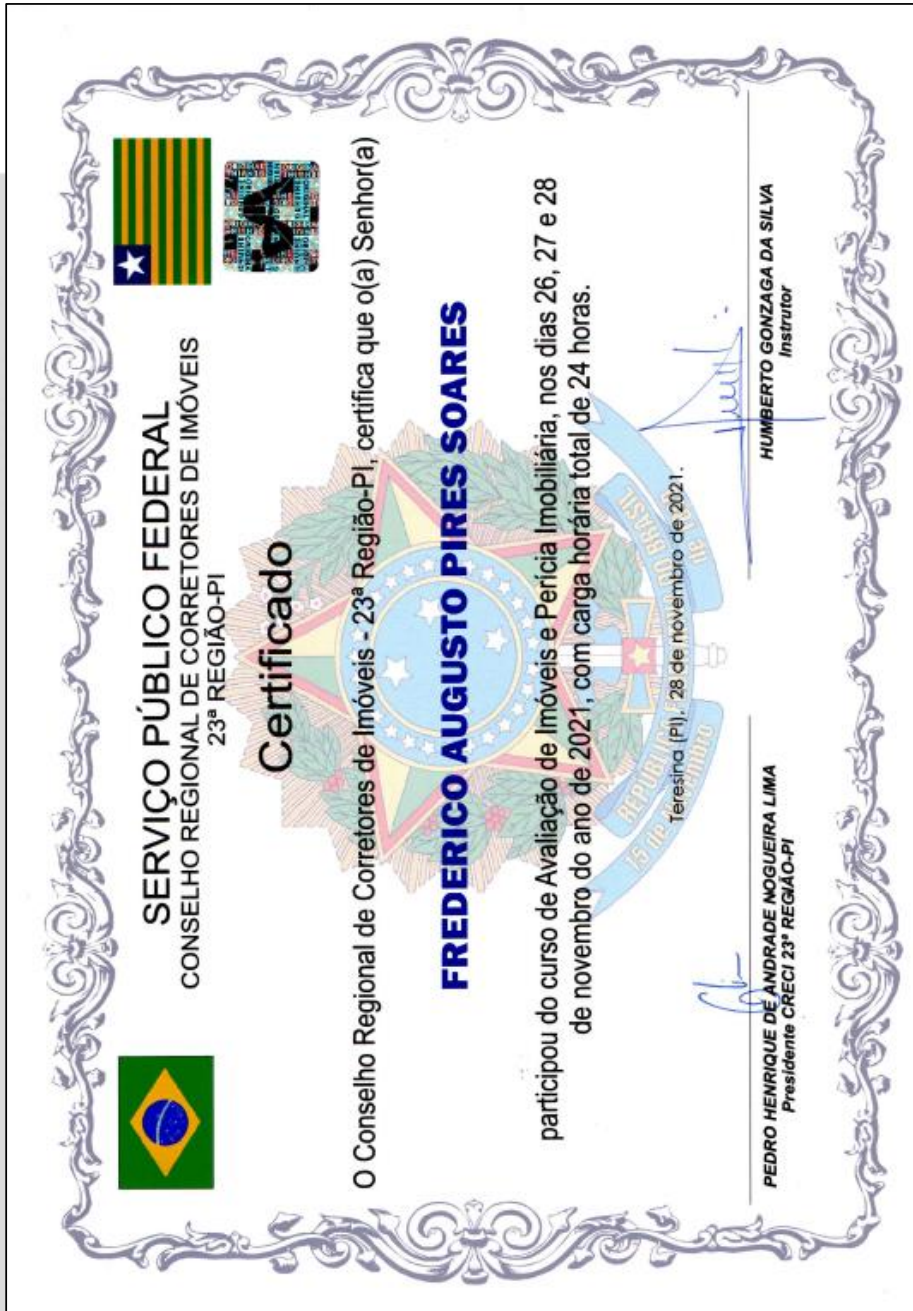 SERVIÇO PÚBLICO FEDERAL
CONSELHO REGIONAL DE CORRETORES DE IMÓVEIS
23ª REGIÃO-PI
Certificado
O Conselho Regional de Corretores de Imóveis - 23ª Região-PI, certifica que o(a) Senhor(a)
FREDERICO AUGUSTO PIRES SOARES
participou do curso de Avaliação de Imóveis e Perícia Imobiliária, nos dias 26, 27 e 28
de novembro do ano de 2021, com carga horária total de 24 horas.
Teresina (PI), 28 de novembro de 2021.
PEDRO HENRIQUE DE ANDRADE NOGUEIRA LIMA
Presidente CRECI 23ª REGIÃO-PI
HUMBERTO GONZAGA DA SILVA
Instrutor